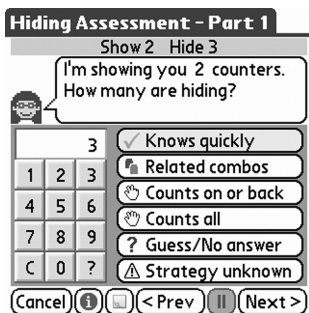 Hiding Assessment - Part 1
Show 2 Hide 3
I'm showing you 2 counters.
How many are hiding?
3
Knows quickly
1 2 3
Related combos
Counts on or back
4 5 6
Counts all
7 8 9
? Guess/No answer
C 0 ?
Strategy unknown
Cancel i < Prev Next >